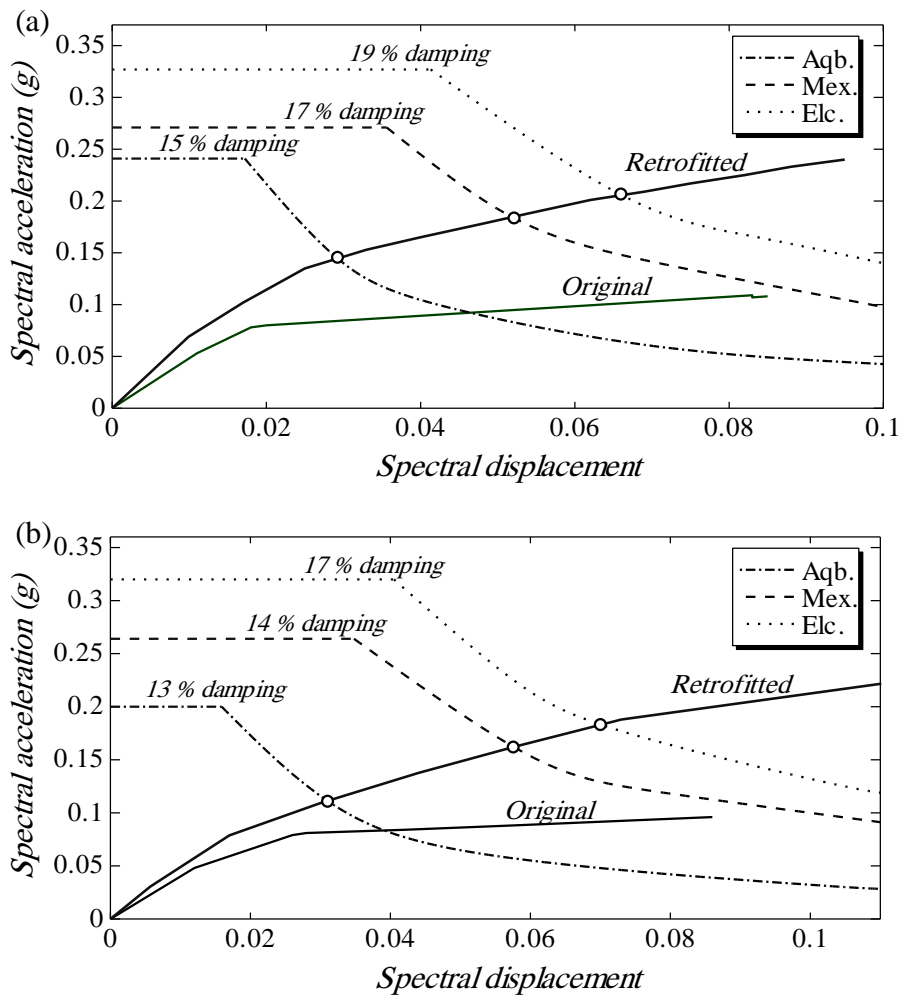 (a)
0.35
0.3
0.25
0.2
0.15
0.1
0.05
0
Spectral acceleration (g)
19 % damping
17 % damping
15 % damping
Retrofitted
Original
Aqb.
Mex.
Elc.
0 0.02 0.04 0.06 0.08 0.1
Spectral displacement
(b)
0.35
0.3
0.25
0.2
0.15
0.1
0.05
0
Spectral acceleration (g)
17 % damping
14 % damping
13 % damping
Retrofitted
Original
Aqb.
Mex.
Elc.
0 0.02 0.04 0.06 0.08 0.1
Spectral displacement